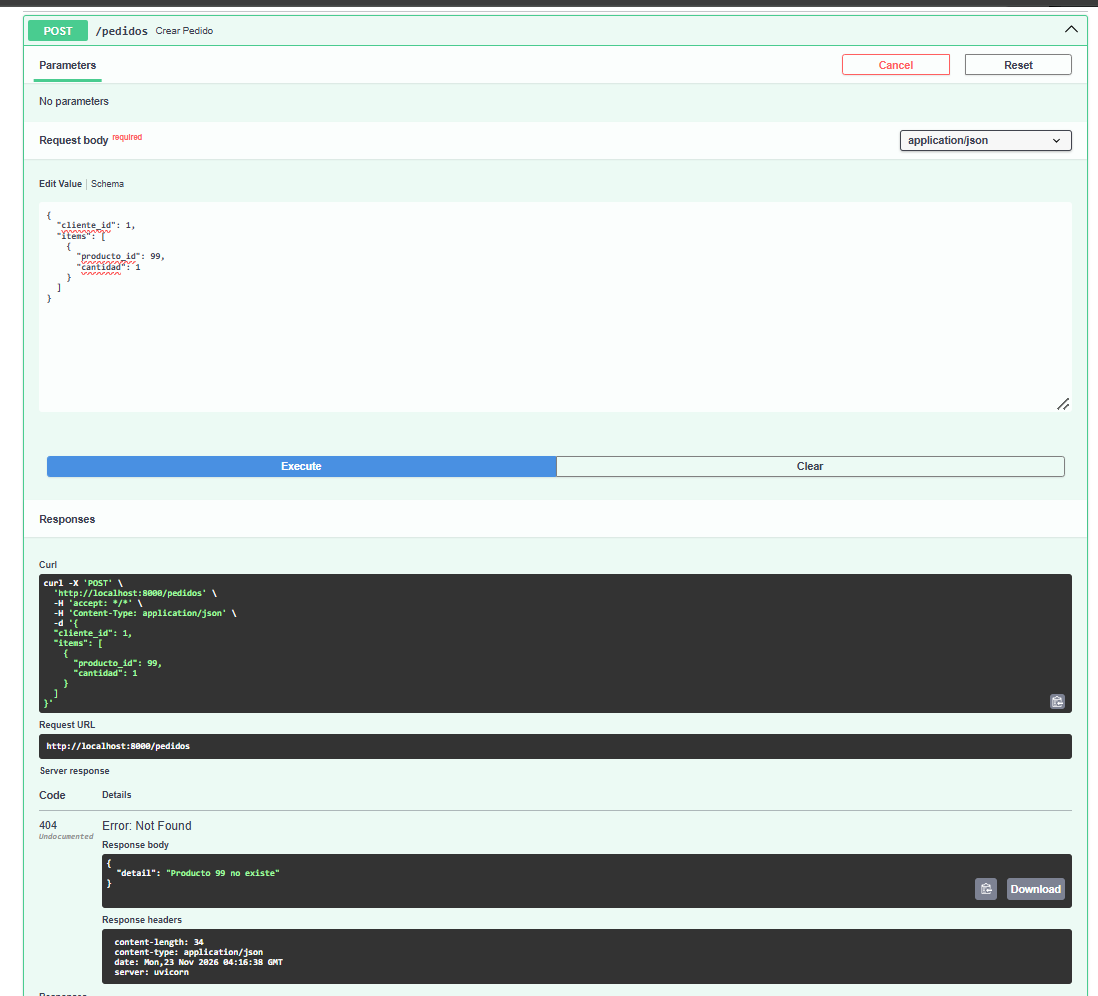 POST /pedidos Crear Pedido
Parameters
Cancel
Reset
No parameters
Request body required
application/json
Edit Value | Schema
{
  "cliente_id": 1,
  "items": [
    {
      "producto_id": 99,
      "cantidad": 1
    }
  ]
}
Execute
Clear
Responses
Curl
curl -X 'POST' \
  'http://localhost:8000/pedidos' \
  -H 'accept: */*' \
  -H 'Content-Type: application/json' \
  -d '{
  "cliente_id": 1,
  "items": [
    {
      "producto_id": 99,
      "cantidad": 1
    }
  ]
}'
Request URL
http://localhost:8000/pedidos
Server response
Code Details
404 Error: Not Found
Undocumented
Response body
{
  "detail": "Producto 99 no existe"
}
Download
Response headers
content-length: 34
content-type: application/json
date: Mon,23 Nov 2026 04:16:38 GMT
server: uvicorn
Responses